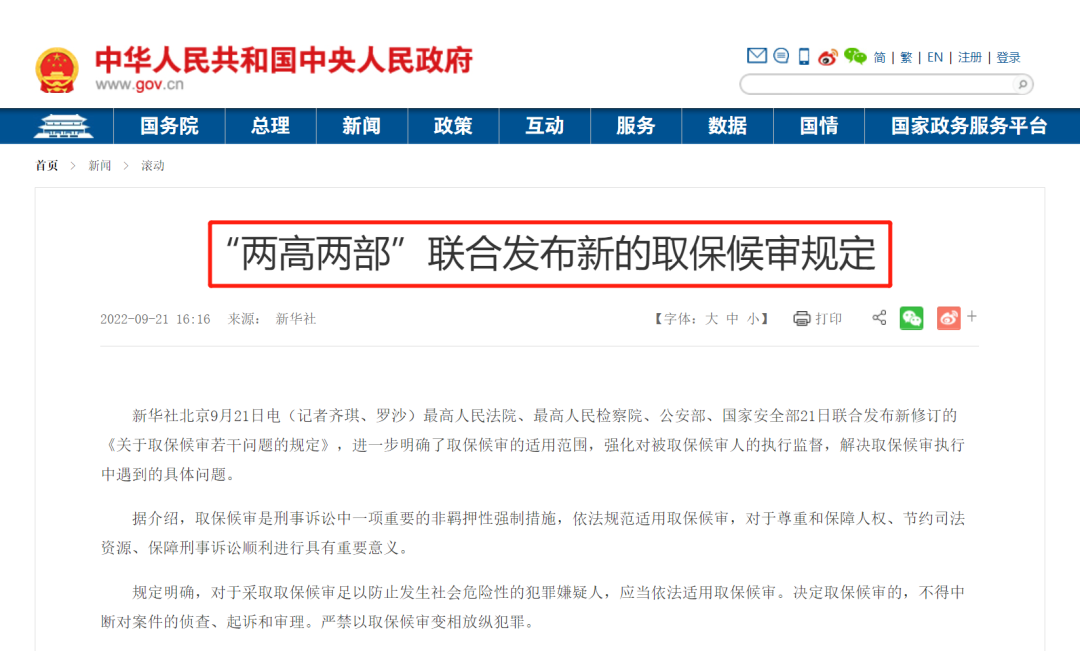 中华人民共和国中央人民政府
www.gov.cn
简 | 繁 | EN | 注册 | 登录
国务院 总理 新闻 政策 互动 服务 数据 国情 国家政务服务平台
首页 > 新闻 > 滚动
“两高两部”联合发布新的取保候审规定
2022-09-21 16:16 来源: 新华社 【字体: 大 中 小】 打印 +
新华社北京9月21日电（记者齐琪、罗沙）最高人民法院、最高人民检察院、公安部、国家安全部21日联合发布新修订的
《关于取保候审若干问题的规定》，进一步明确了取保候审的适用范围，强化对被取保候审人的执行监督，解决取保候审执行
中遇到的具体问题。
据介绍，取保候审是刑事诉讼中一项重要的非羁押性强制措施，依法规范适用取保候审，对于尊重和保障人权、节约司法
资源、保障刑事诉讼顺利进行具有重要意义。
规定明确，对于采取取保候审足以防止发生社会危险性的犯罪嫌疑人，应当依法适用取保候审。决定取保候审的，不得中
断对案件的侦查、起诉和审理。严禁以取保候审变相放纵犯罪。